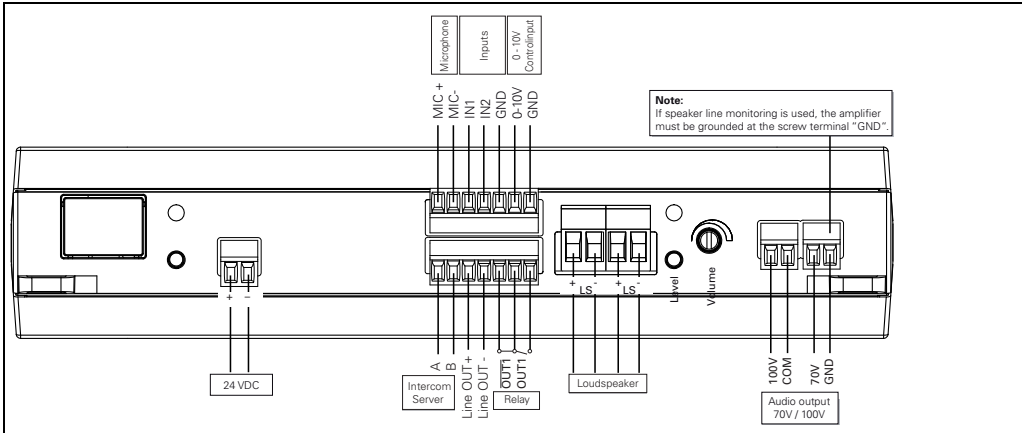 Microphone
Inputs
0 - 10V
Controlinput
MIC +
MIC-
IN1
IN2
GND
0-10V
GND
Note:
If speaker line monitoring is used, the amplifier
must be grounded at the screw terminal "GND".
+ −
+ LS - + LS -
Level
Volume
24 VDC
A
B
Line OUT+
Line OUT -
OUT1
OUT1
Intercom
Server
Relay
Loudspeaker
100V
COM
70V
GND
Audio output
70V / 100V